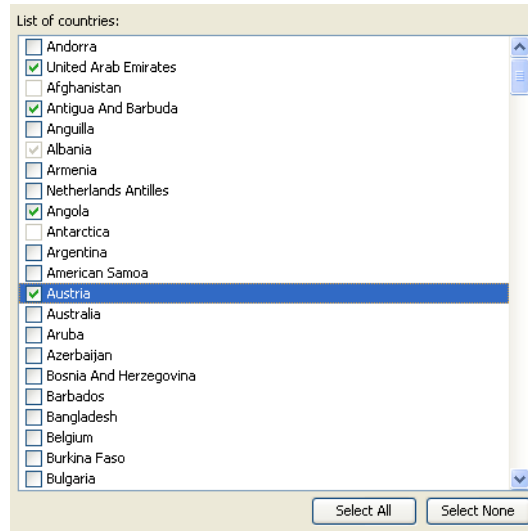 List of countries:
Andorra
United Arab Emirates
Afghanistan
Antigua And Barbuda
Anguilla
Albania
Armenia
Netherlands Antilles
Angola
Antarctica
Argentina
American Samoa
Austria
Australia
Aruba
Azerbaijan
Bosnia And Herzegovina
Barbados
Bangladesh
Belgium
Burkina Faso
Bulgaria
Select All Select None